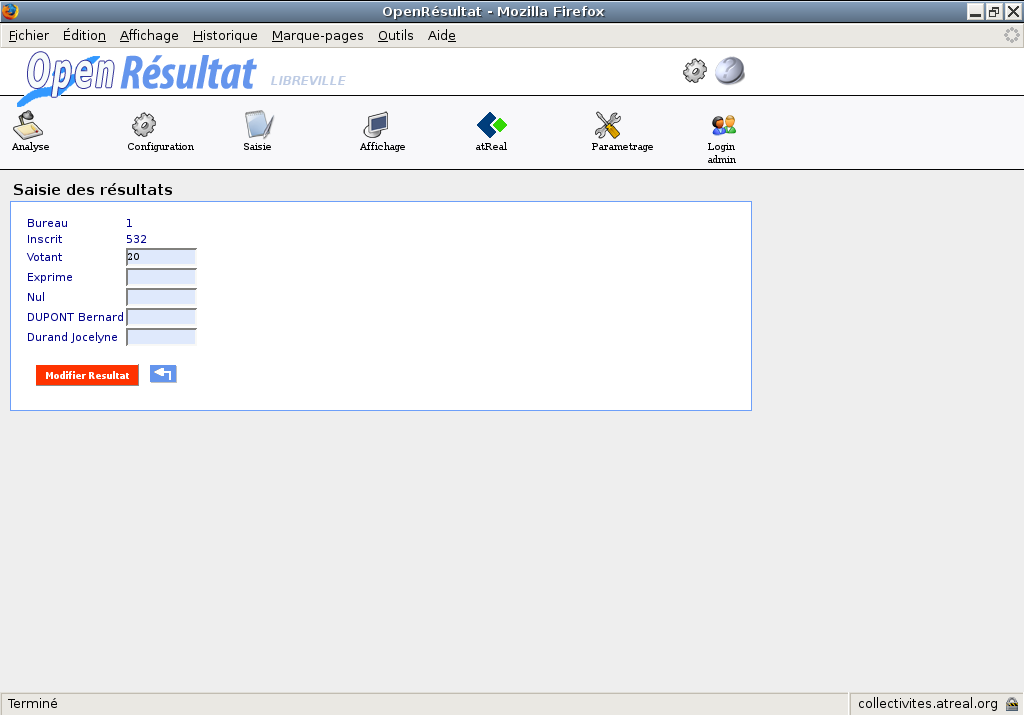 OpenRésultat - Mozilla Firefox
Fichier Édition Affichage Historique Marque-pages Outils Aide
Open Résultat LIBREVILLE
Analyse Configuration Saisie Affichage atReal Parametrage Login admin
Saisie des résultats
Bureau 1
Inscrit 532
Votant 20
Exprime
Nul
DUPONT Bernard
Durand Jocelyne
Modifier Resultat
Terminé collectivites.atreal.org